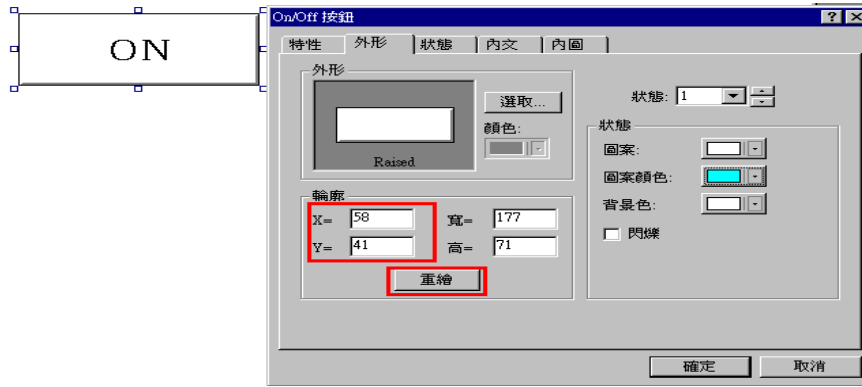 ON
On/Off 按鈕
特性 外形 狀態 內文 內圖
外形
選取...
顏色:
Raised
狀態: 1
狀態
圖案:
圖案顏色:
背景色:
閃爍
輪廓
X= 58 寬= 177
Y= 41 高= 71
重繪
確定 取消